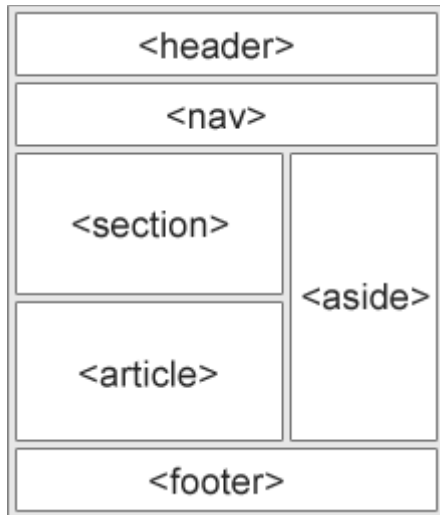 <header>
<nav>
<section>
<aside>
<article>
<footer>